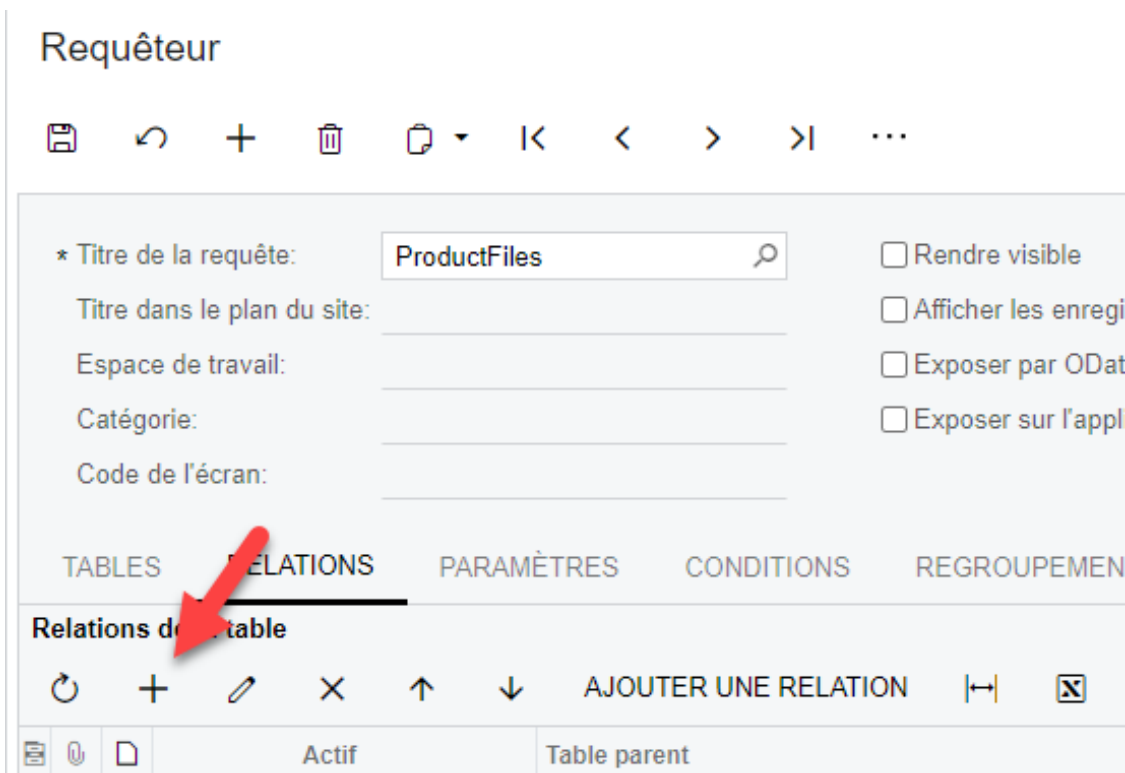 Requêteur
* Titre de la requête: ProductFiles Rendre visible
Titre dans le plan du site: Afficher les enregi
Espace de travail: Exposer par ODat
Catégorie: Exposer sur l'appli
Code de l'écran:
TABLES RELATIONS PARAMÈTRES CONDITIONS REGROUPEMEN
Relations de table
AJOUTER UNE RELATION
Actif Table parent